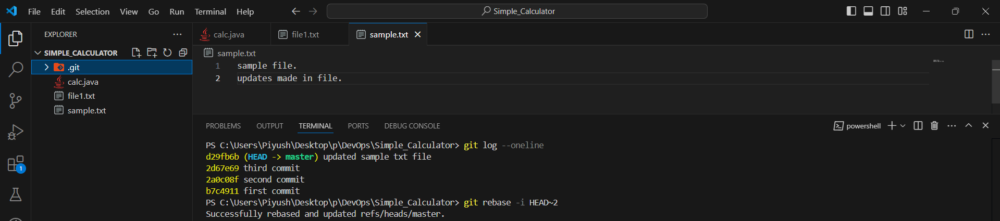 File Edit Selection View Go Run Terminal Help
Simple_Calculator
EXPLORER
SIMPLE_CALCULATOR
.git
calc.java
file1.txt
sample.txt
1
calc.java file1.txt sample.txt
sample.txt
1 sample file.
2 updates made in file.
PROBLEMS OUTPUT TERMINAL PORTS DEBUG CONSOLE
powershell
PS C:\Users\Piyush\Desktop\p\DevOps\Simple_Calculator> git log --oneline
d29fb6b (HEAD -> master) updated sample txt file
2d67e69 third commit
2a0c08f second commit
b7c4911 first commit
PS C:\Users\Piyush\Desktop\p\DevOps\Simple_Calculator> git rebase -i HEAD~2
Successfully rebased and updated refs/heads/master.